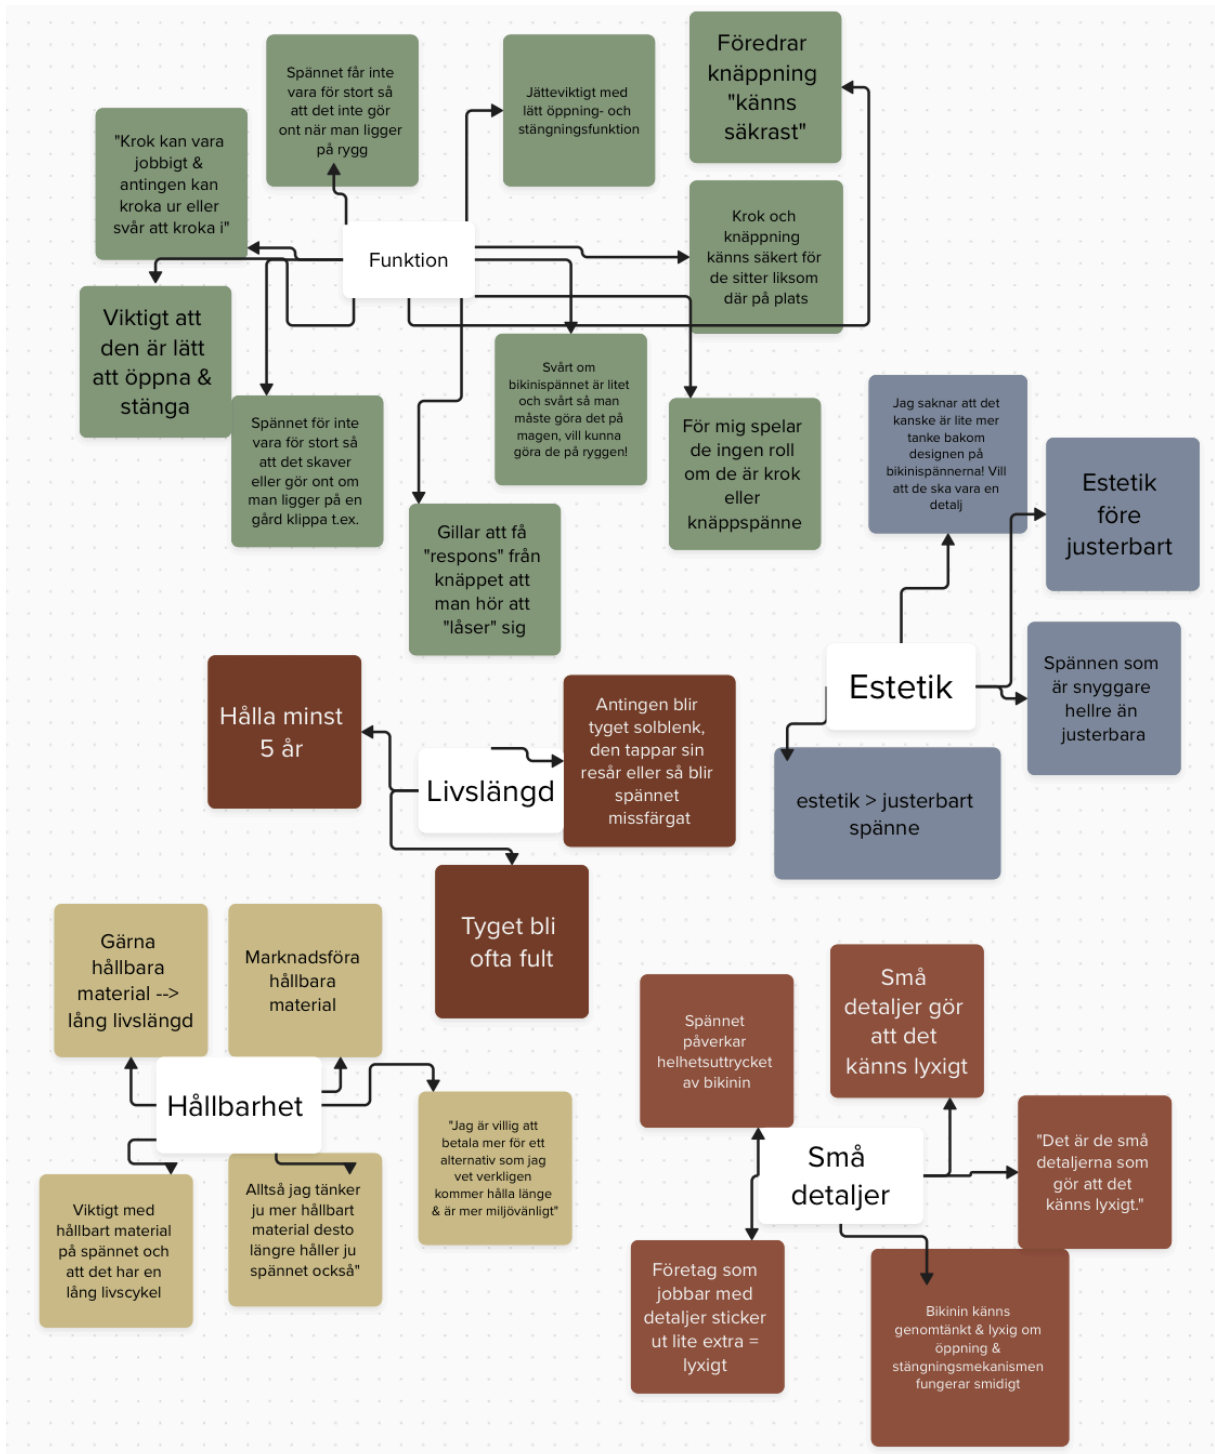 Föredrar
knäppning
"känns
säkrast"
Spännet får inte
vara för stort så
att det inte gör
ont när man ligger
på rygg
Jätteviktigt med
lätt öppning- och
stängningsfunktion
"Krok kan vara
jobbigt &
antingen kan
kroka ur eller
svår att kroka i"
Krok och
knäppning
känns säkert för
de sitter liksom
där på plats
Funktion
Viktigt att
den är lätt
att öppna &
stänga
Svårt om
bikinispännet är litet
och svårt så man
måste göra det på
magen, vill kunna
göra de på ryggen!
Spännet för inte
vara för stort så
att det skaver
eller gör ont om
man ligger på en
gård klippa t.ex.
För mig spelar
de ingen roll
om de är krok
eller
knäppspänne
Gillar att få
"respons" från
knäppet att
man hör att
"låser" sig
Jag saknar att det
kanske är lite mer
tanke bakom
designen på
bikinispännerna! Vill
att de ska vara en
detalj
Estetik
före
justerbart
Estetik
Spännen som
är snyggare
hellre än
justerbara
estetik > justerbart
spänne
Hålla minst
5 år
Antingen blir
tyget solblenk,
den tappar sin
resår eller så blir
spännet
missfärgat
Livslängd
Tyget bli
ofta fult
Gärna
hållbara
material -->
lång livslängd
Marknadsföra
hållbara
material
Hållbarhet
"Jag är villig att
betala mer för ett
alternativ som jag
vet verkligen
kommer hålla länge
& är mer miljövänligt"
Viktigt med
hållbart material
på spännet och
att det har en
lång livscykel
Alltså jag tänker
ju mer hållbart
material desto
längre håller ju
spännet också"
Små
detaljer gör
att det
känns lyxigt
Spännet
påverkar
helhetsuttrycket
av bikinin
Små
detaljer
"Det är de små
detaljerna som
gör att det
känns lyxigt."
Företag som
jobbar med
detaljer sticker
ut lite extra =
lyxigt
Bikinin känns
genomtänkt & lyxig om
öppning &
stängningsmekanismen
fungerar smidigt